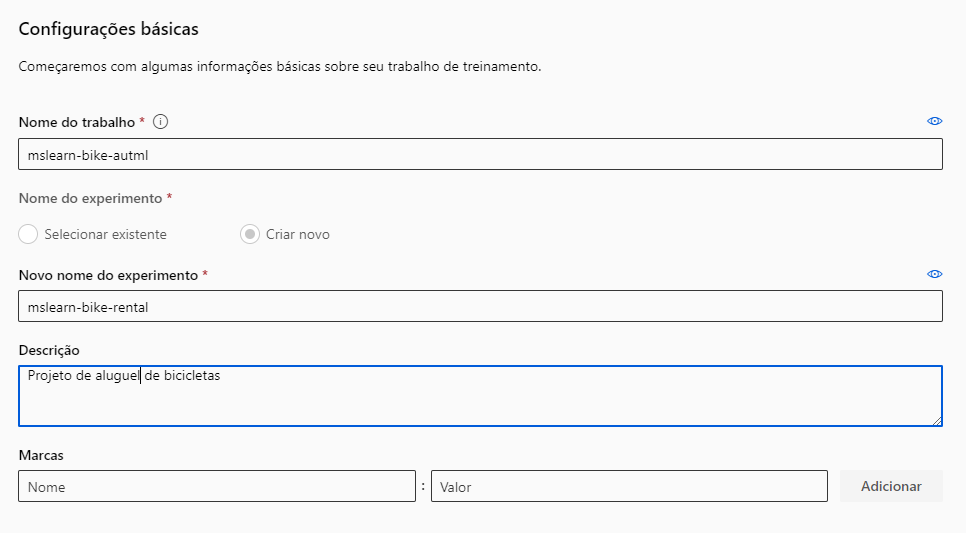 Configurações básicas
Começaremos com algumas informações básicas sobre seu trabalho de treinamento.
Nome do trabalho *
mslearn-bike-autml
Nome do experimento *
Selecionar existente Criar novo
Novo nome do experimento *
mslearn-bike-rental
Descrição
Projeto de aluguel de bicicletas
Marcas
Nome : Valor Adicionar